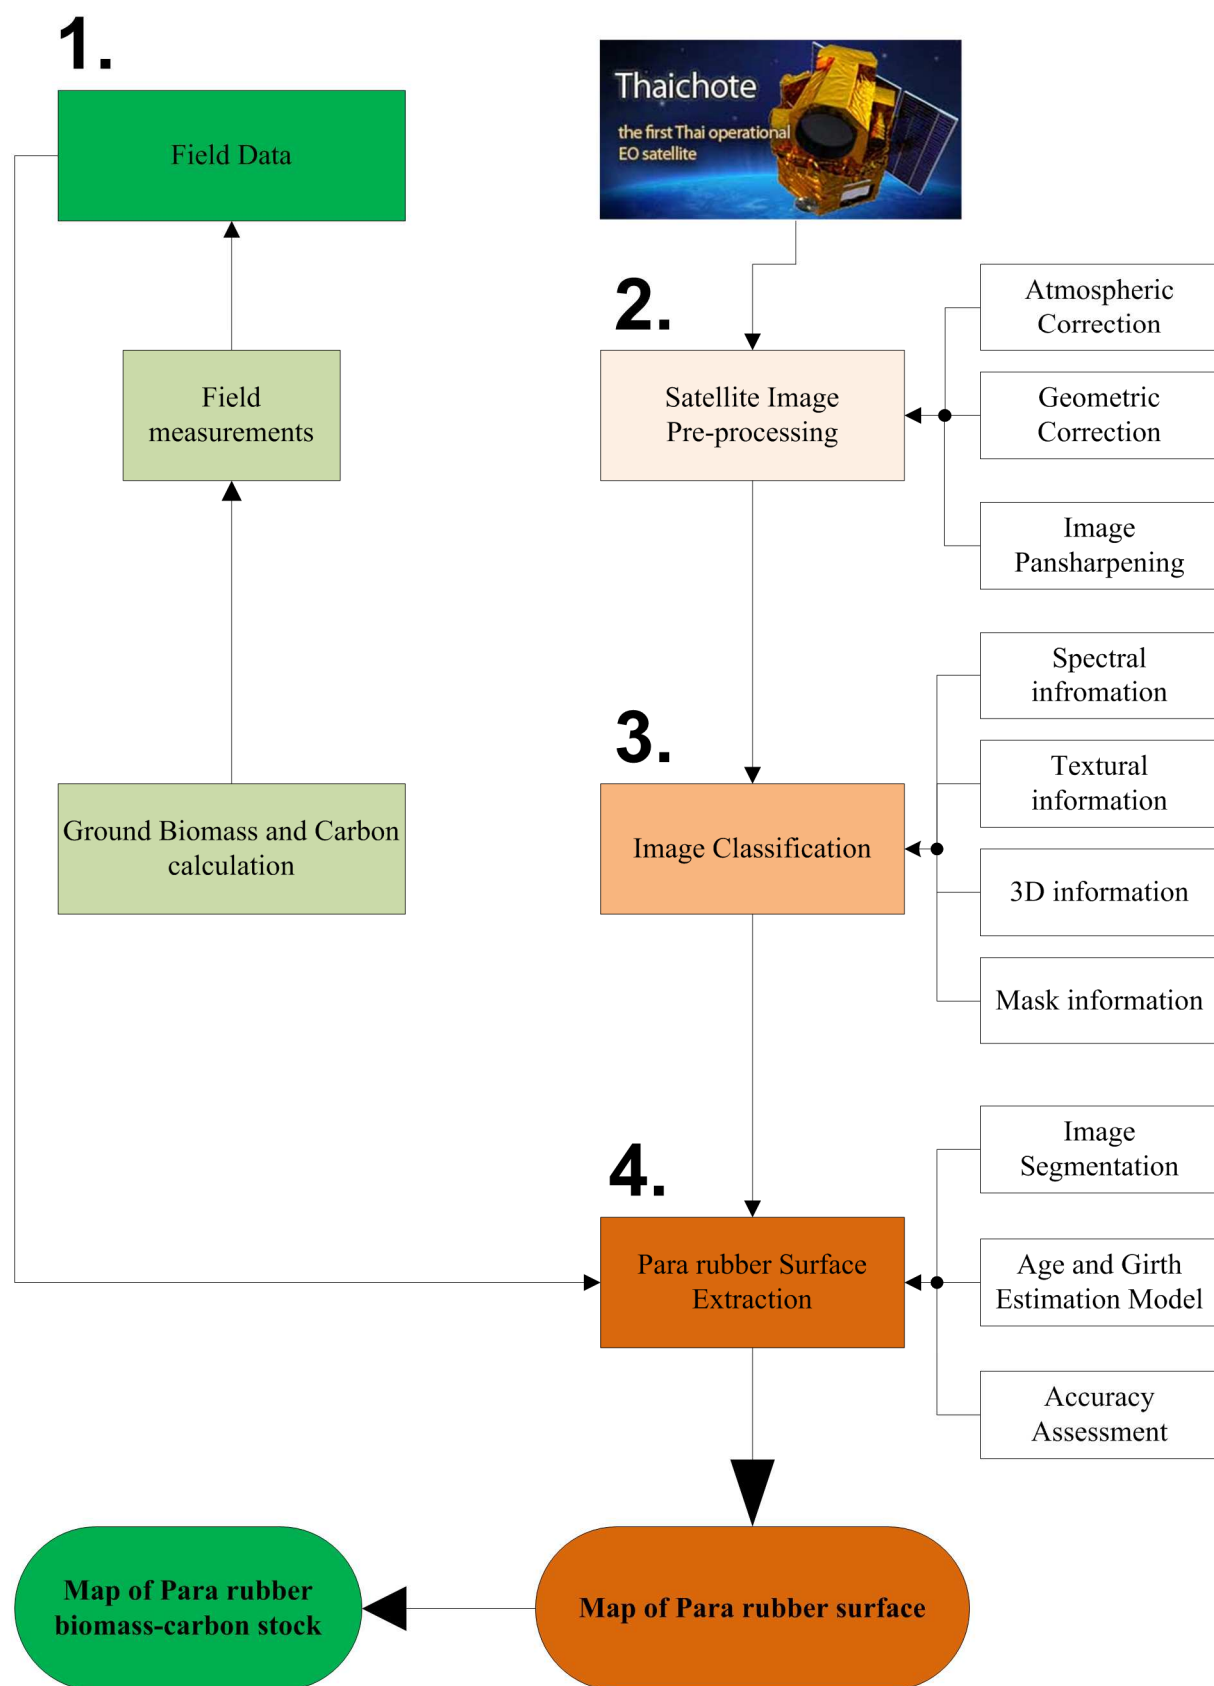 1.
Field Data
Field
measurements
Ground Biomass and Carbon
calculation
Thaichote
the first Thai operational
EO satellite
2.
Satellite Image
Pre-processing
Atmospheric
Correction
Geometric
Correction
Image
Pansharpening
3.
Image Classification
Spectral
infromation
Textural
information
3D information
Mask information
4.
Para rubber Surface
Extraction
Image
Segmentation
Age and Girth
Estimation Model
Accuracy
Assessment
Map of Para rubber
biomass-carbon stock
Map of Para rubber surface